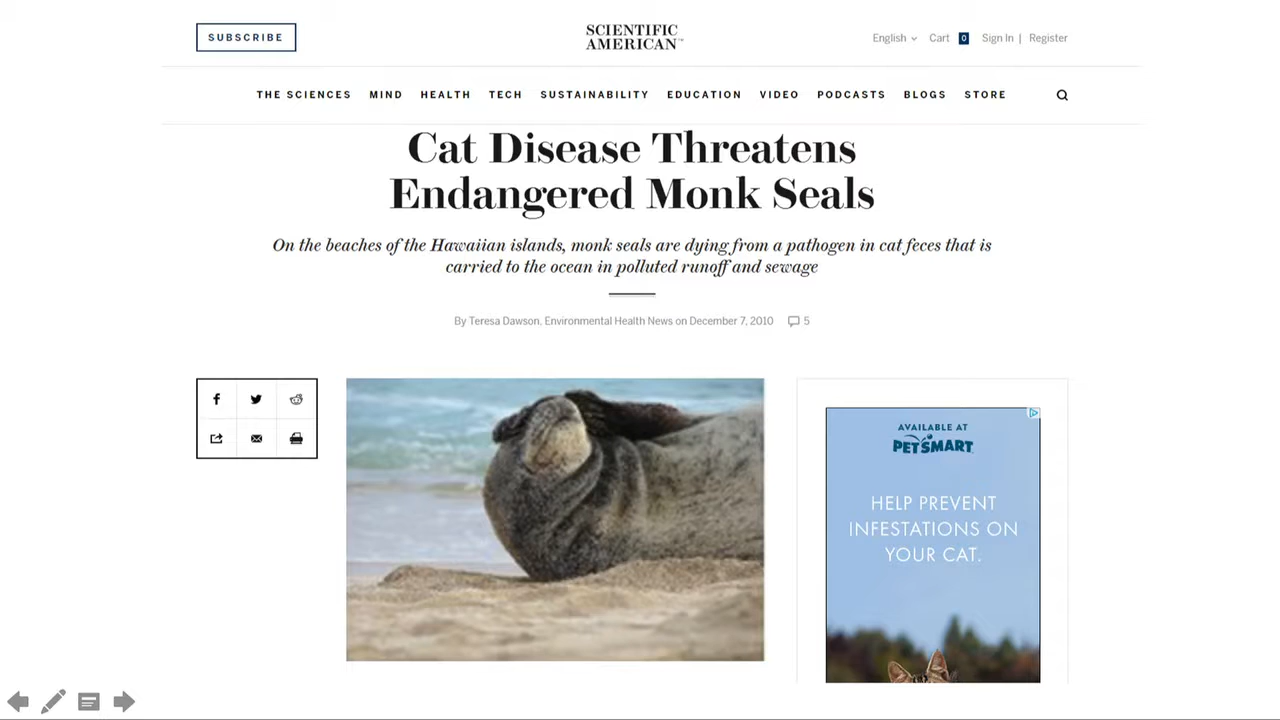 SUBSCRIBE
SCIENTIFIC
AMERICAN™
English
Cart 0
Sign In | Register
THE SCIENCES MIND HEALTH TECH SUSTAINABILITY EDUCATION VIDEO PODCASTS BLOGS STORE
Cat Disease Threatens
Endangered Monk Seals
On the beaches of the Hawaiian islands, monk seals are dying from a pathogen in cat feces that is
carried to the ocean in polluted runoff and sewage
By Teresa Dawson, Environmental Health News on December 7, 2010 5
AVAILABLE AT
PETSMART
HELP PREVENT
INFESTATIONS ON
YOUR CAT.